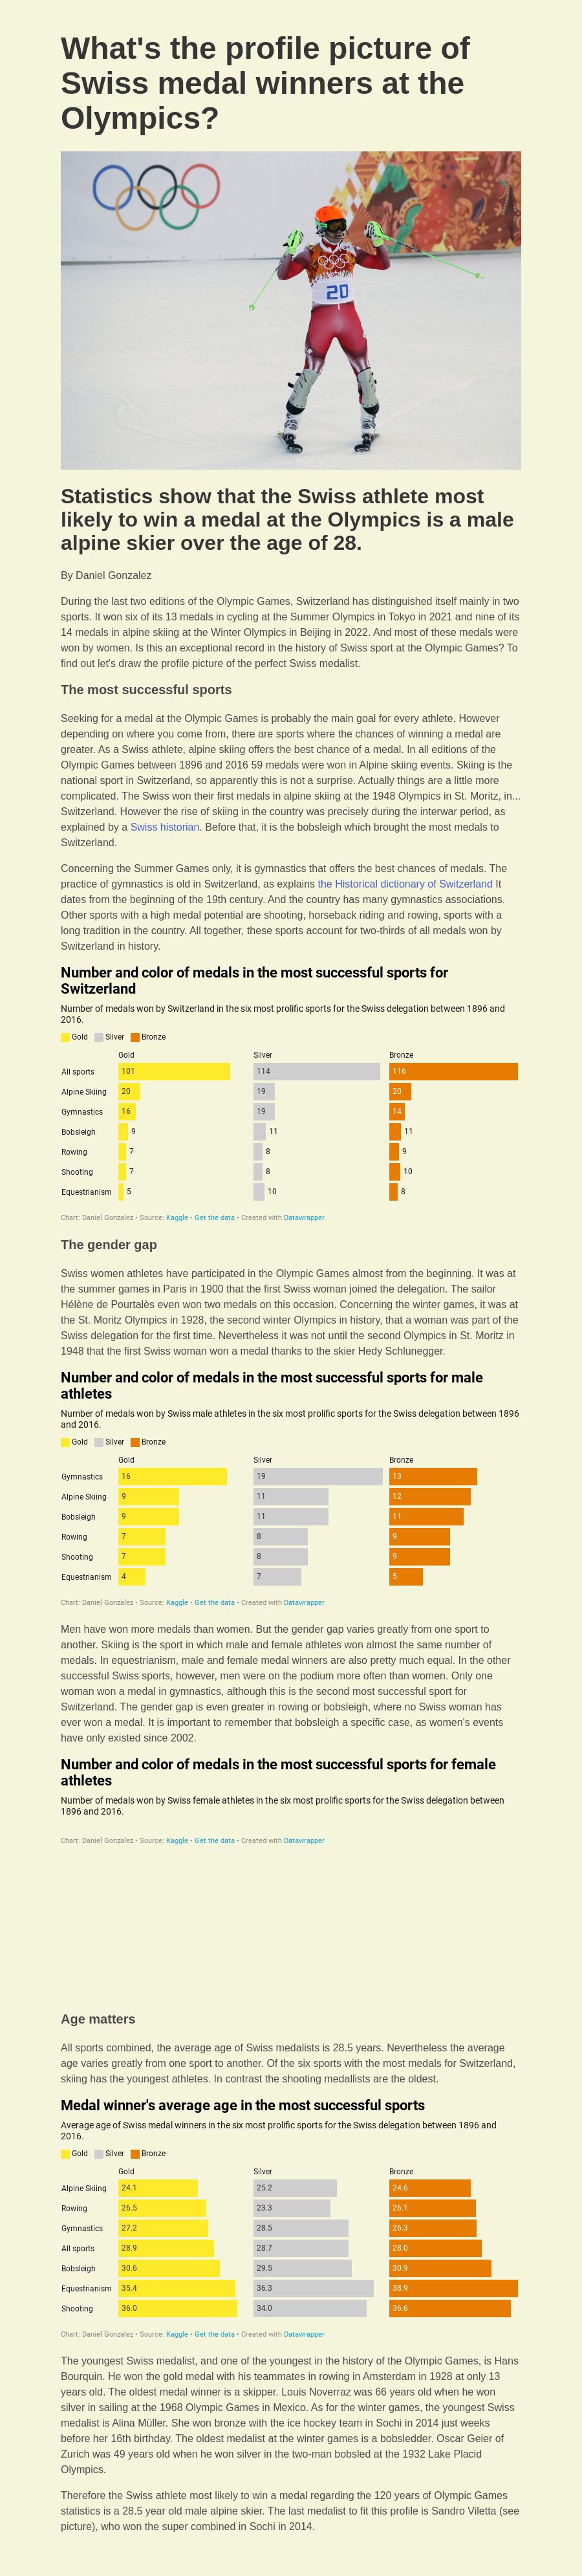 What's the profile picture of
Swiss medal winners at the
Olympics?
20
Statistics show that the Swiss athlete most
likely to win a medal at the Olympics is a male
alpine skier over the age of 28.
By Daniel Gonzalez
During the last two editions of the Olympic Games, Switzerland has distinguished itself mainly in two
sports. It won six of its 13 medals in cycling at the Summer Olympics in Tokyo in 2021 and nine of its
14 medals in alpine skiing at the Winter Olympics in Beijing in 2022. And most of these medals were
won by women. Is this an exceptional record in the history of Swiss sport at the Olympic Games? To
find out let's draw the profile picture of the perfect Swiss medalist.
The most successful sports
Seeking for a medal at the Olympic Games is probably the main goal for every athlete. However
depending on where you come from, there are sports where the chances of winning a medal are
greater. As a Swiss athlete, alpine skiing offers the best chance of a medal. In all editions of the
Olympic Games between 1896 and 2016 59 medals were won in Alpine skiing events. Skiing is the
national sport in Switzerland, so apparently this is not a surprise. Actually things are a little more
complicated. The Swiss won their first medals in alpine skiing at the 1948 Olympics in St. Moritz, in...
Switzerland. However the rise of skiing in the country was precisely during the interwar period, as
explained by a Swiss historian. Before that, it is the bobsleigh which brought the most medals to
Switzerland.
Concerning the Summer Games only, it is gymnastics that offers the best chances of medals. The
practice of gymnastics is old in Switzerland, as explains the Historical dictionary of Switzerland It
dates from the beginning of the 19th century. And the country has many gymnastics associations.
Other sports with a high medal potential are shooting, horseback riding and rowing, sports with a
long tradition in the country. All together, these sports account for two-thirds of all medals won by
Switzerland in history.
Number and color of medals in the most successful sports for
Switzerland
Number of medals won by Switzerland in the six most prolific sports for the Swiss delegation between 1896 and
2016.
Gold Silver Bronze
Gold Silver Bronze
All sports 101 114 116
Alpine Skiing 20 19 20
Gymnastics 16 19 14
Bobsleigh 9 11 11
Rowing 7 8 9
Shooting 7 8 10
Equestrianism 5 10 8
Chart: Daniel Gonzalez • Source: Kaggle • Get the data • Created with Datawrapper
The gender gap
Swiss women athletes have participated in the Olympic Games almost from the beginning. It was at
the summer games in Paris in 1900 that the first Swiss woman joined the delegation. The sailor
Hélène de Pourtalès even won two medals on this occasion. Concerning the winter games, it was at
the St. Moritz Olympics in 1928, the second winter Olympics in history, that a woman was part of the
Swiss delegation for the first time. Nevertheless it was not until the second Olympics in St. Moritz in
1948 that the first Swiss woman won a medal thanks to the skier Hedy Schlunegger.
Number and color of medals in the most successful sports for male
athletes
Number of medals won by Swiss male athletes in the six most prolific sports for the Swiss delegation between 1896
and 2016.
Gold Silver Bronze
Gold Silver Bronze
Gymnastics 16 19 13
Alpine Skiing 9 11 12
Bobsleigh 9 11 11
Rowing 7 8 9
Shooting 7 8 9
Equestrianism 4 7 5
Chart: Daniel Gonzalez • Source: Kaggle • Get the data • Created with Datawrapper
Men have won more medals than women. But the gender gap varies greatly from one sport to
another. Skiing is the sport in which male and female athletes won almost the same number of
medals. In equestrianism, male and female medal winners are also pretty much equal. In the other
successful Swiss sports, however, men were on the podium more often than women. Only one
woman won a medal in gymnastics, although this is the second most successful sport for
Switzerland. The gender gap is even greater in rowing or bobsleigh, where no Swiss woman has
ever won a medal. It is important to remember that bobsleigh a specific case, as women's events
have only existed since 2002.
Number and color of medals in the most successful sports for female
athletes
Number of medals won by Swiss female athletes in the six most prolific sports for the Swiss delegation between
1896 and 2016.
Chart: Daniel Gonzalez • Source: Kaggle • Get the data • Created with Datawrapper
Age matters
All sports combined, the average age of Swiss medalists is 28.5 years. Nevertheless the average
age varies greatly from one sport to another. Of the six sports with the most medals for Switzerland,
skiing has the youngest athletes. In contrast the shooting medallists are the oldest.
Medal winner's average age in the most successful sports
Average age of Swiss medal winners in the six most prolific sports for the Swiss delegation between 1896 and
2016.
Gold Silver Bronze
Gold Silver Bronze
Alpine Skiing 24.1 25.2 24.6
Rowing 26.5 23.3 26.1
Gymnastics 27.2 28.5 26.3
All sports 28.9 28.7 28.0
Bobsleigh 30.6 29.5 30.9
Equestrianism 35.4 36.3 38.9
Shooting 36.0 34.0 36.6
Chart: Daniel Gonzalez • Source: Kaggle • Get the data • Created with Datawrapper
The youngest Swiss medalist, and one of the youngest in the history of the Olympic Games, is Hans
Bourquin. He won the gold medal with his teammates in rowing in Amsterdam in 1928 at only 13
years old. The oldest medal winner is a skipper. Louis Noverraz was 66 years old when he won
silver in sailing at the 1968 Olympic Games in Mexico. As for the winter games, the youngest Swiss
medalist is Alina Müller. She won bronze with the ice hockey team in Sochi in 2014 just weeks
before her 16th birthday. The oldest medalist at the winter games is a bobsledder. Oscar Geier of
Zurich was 49 years old when he won silver in the two-man bobsled at the 1932 Lake Placid
Olympics.
Therefore the Swiss athlete most likely to win a medal regarding the 120 years of Olympic Games
statistics is a 28.5 year old male alpine skier. The last medalist to fit this profile is Sandro Viletta (see
picture), who won the super combined in Sochi in 2014.